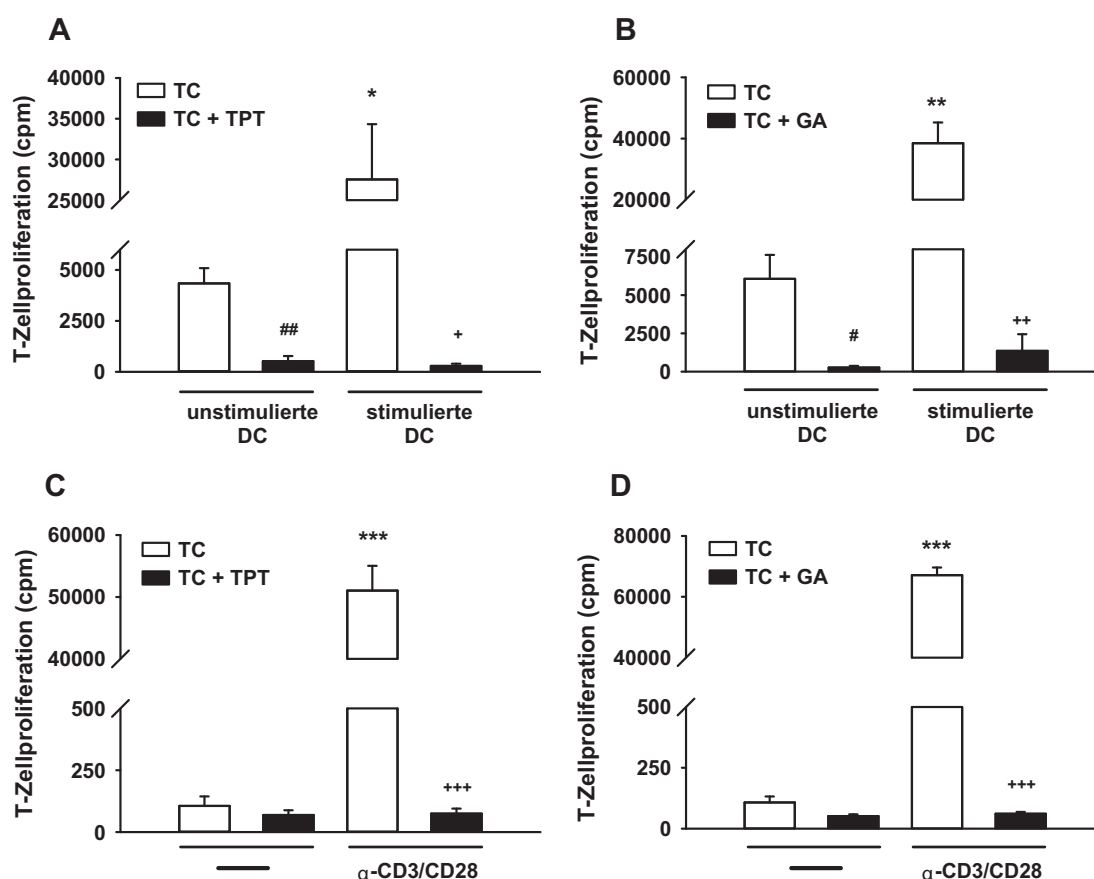 A
T-Zellproliferation (cpm)
40000
35000
30000
25000
5000
2500
0
TC
TC + TPT
*
##
+
unstimulierte
DC
stimulierte
DC
B
T-Zellproliferation (cpm)
60000
40000
20000
7500
5000
2500
0
TC
TC + GA
**
#
++
unstimulierte
DC
stimulierte
DC
C
T-Zellproliferation (cpm)
60000
50000
40000
500
250
0
TC
TC + TPT
***
+++
α-CD3/CD28
D
T-Zellproliferation (cpm)
80000
60000
40000
500
250
0
TC
TC + GA
***
+++
α-CD3/CD28